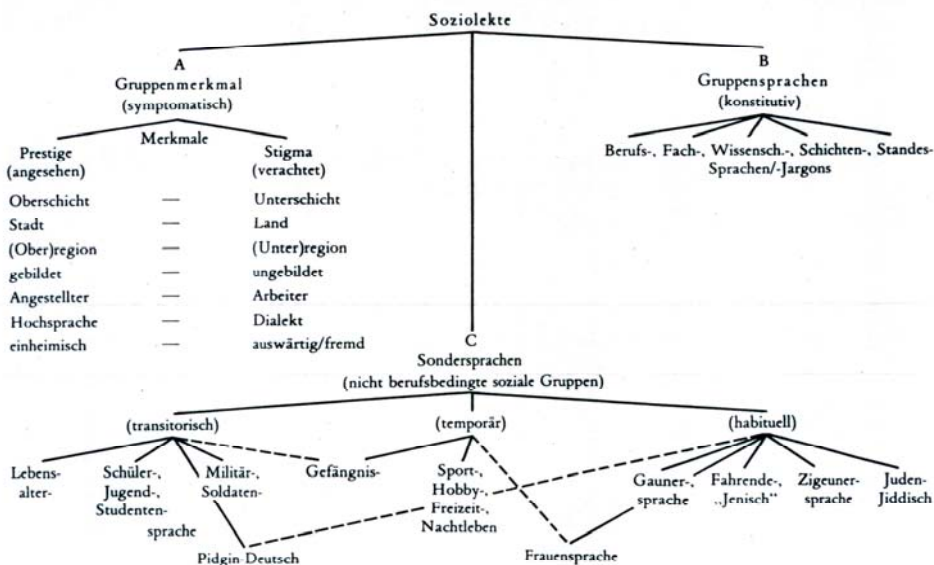 Soziolekte
A
Gruppenmerkmal
(symptomatisch)
B
Gruppensprachen
(konstitutiv)
Merkmale
Prestige
(angesehen)
Stigma
(verachtet)
Berufs-, Fach-, Wissensch.-, Schichten-, Standes-
Sprachen/-Jargons
Oberschicht — Unterschicht
Stadt — Land
(Ober)region — (Unter)region
gebildet — ungebildet
Angestellter — Arbeiter
Hochsprache — Dialekt
einheimisch — auswärtig/fremd
C
Sondersprachen
(nicht berufsbedingte soziale Gruppen)
(transitorisch)
(temporär)
(habituell)
Lebens-
alter-
Schüler-,
Jugend-,
Studenten-
sprache
Militär-,
Soldaten-
Gefängnis-
Sport-,
Hobby-,
Freizeit-,
Nachtleben
Gauner-,
sprache
Fahrende-,
„Jenisch“
Zigeuner-
sprache
Juden-
Jiddisch
Pidgin-Deutsch
Frauensprache